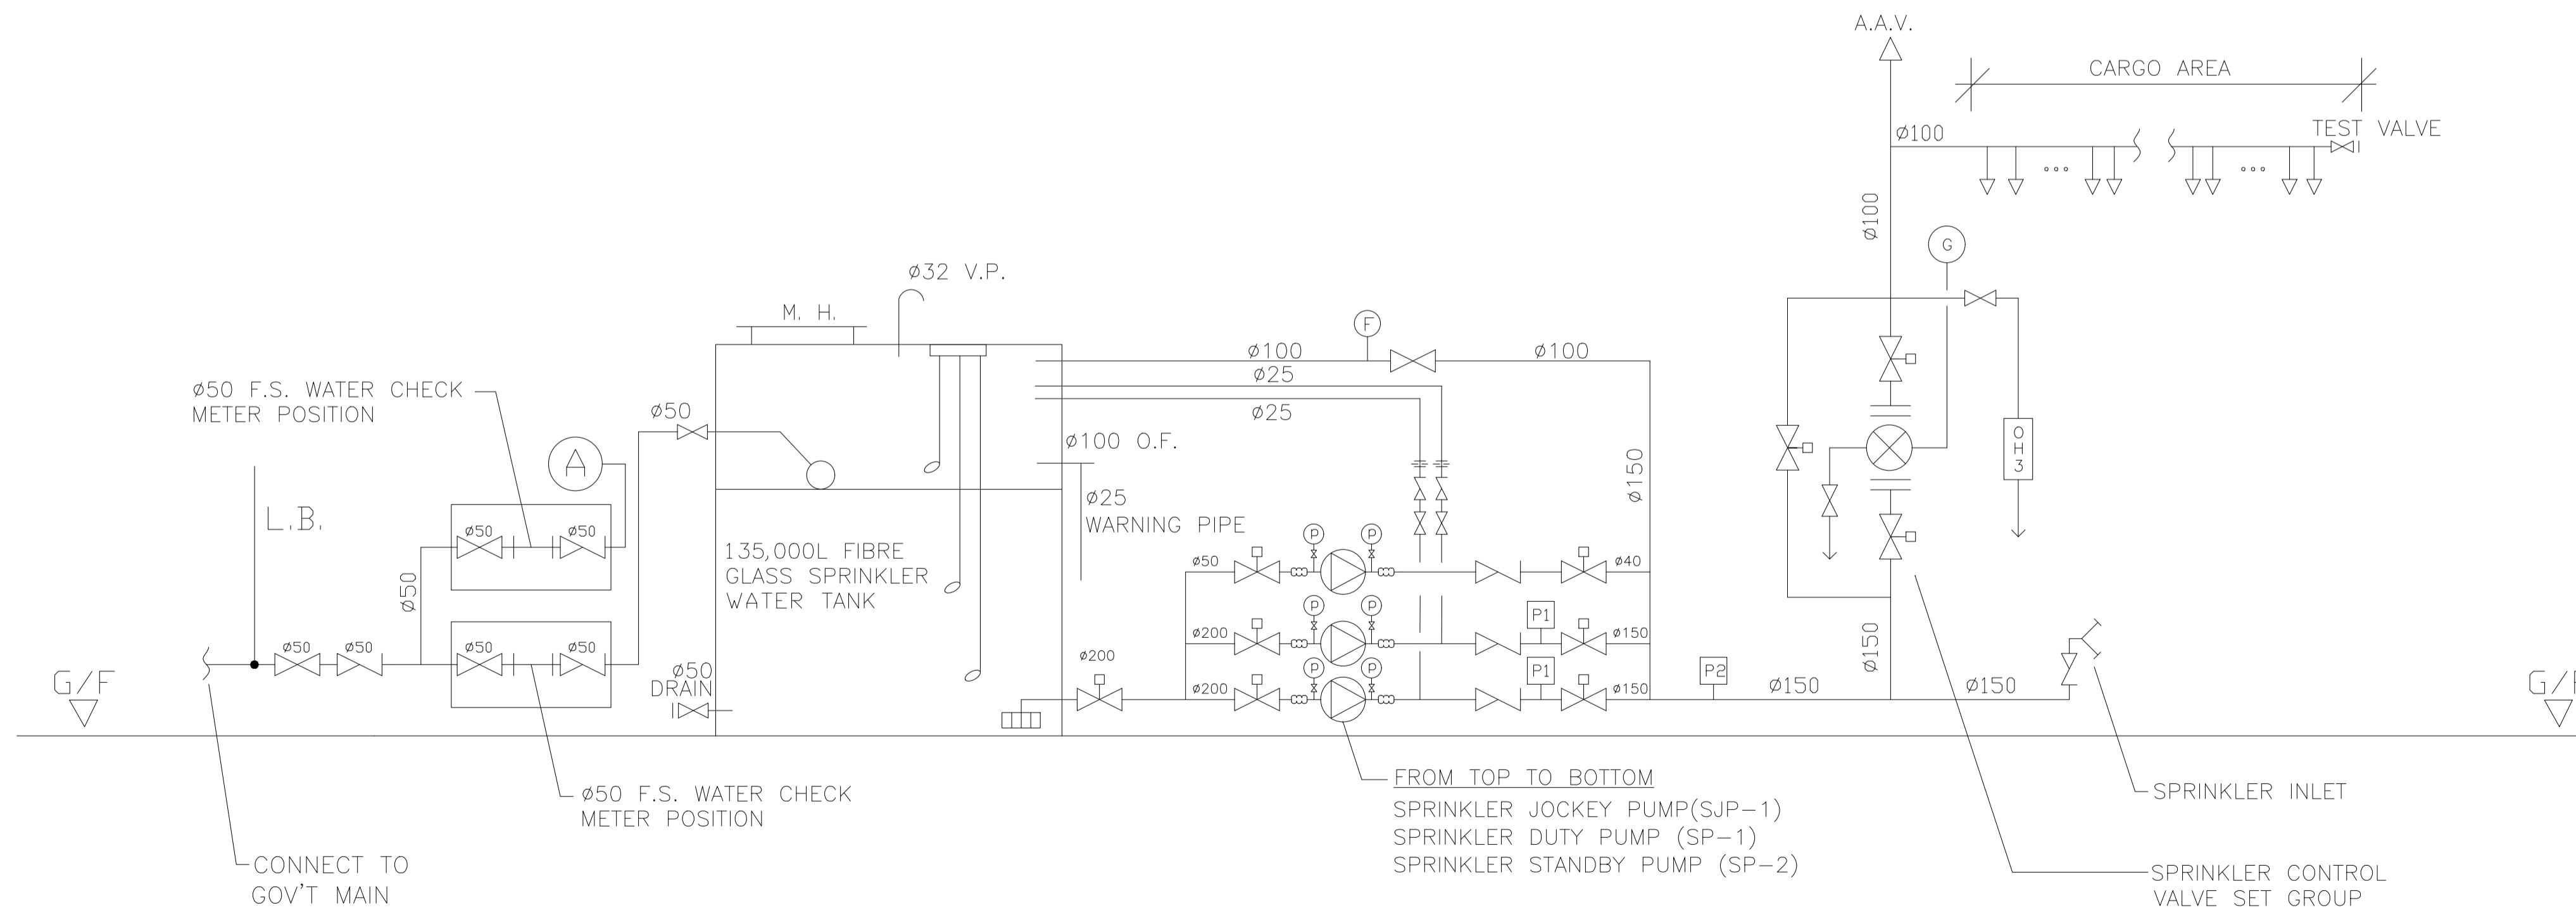 A.A.V.
CARGO AREA
TEST VALVE
ø100
ø100
G
ø32 V.P.
M. H.
F
ø100
ø100
ø25
ø25
ø50 F.S. WATER CHECK
METER POSITION
ø50
A
ø100 O.F.
ø150
OH3
L.B.
ø25
WARNING PIPE
ø50
ø50
135,000L FIBRE
GLASS SPRINKLER
WATER TANK
ø50
P
P
ø50
ø40
P
P
P1
ø200
ø150
ø50
ø50
ø50
ø50
ø200
P
P
P1
P2
ø200
ø150
ø150
ø150
ø150
ø50
DRAIN
G/F
G/F
ø50 F.S. WATER CHECK
METER POSITION
FROM TOP TO BOTTOM
SPRINKLER JOCKEY PUMP(SJP-1)
SPRINKLER DUTY PUMP (SP-1)
SPRINKLER STANDBY PUMP (SP-2)
SPRINKLER INLET
CONNECT TO
GOV'T MAIN
SPRINKLER CONTROL
VALVE SET GROUP